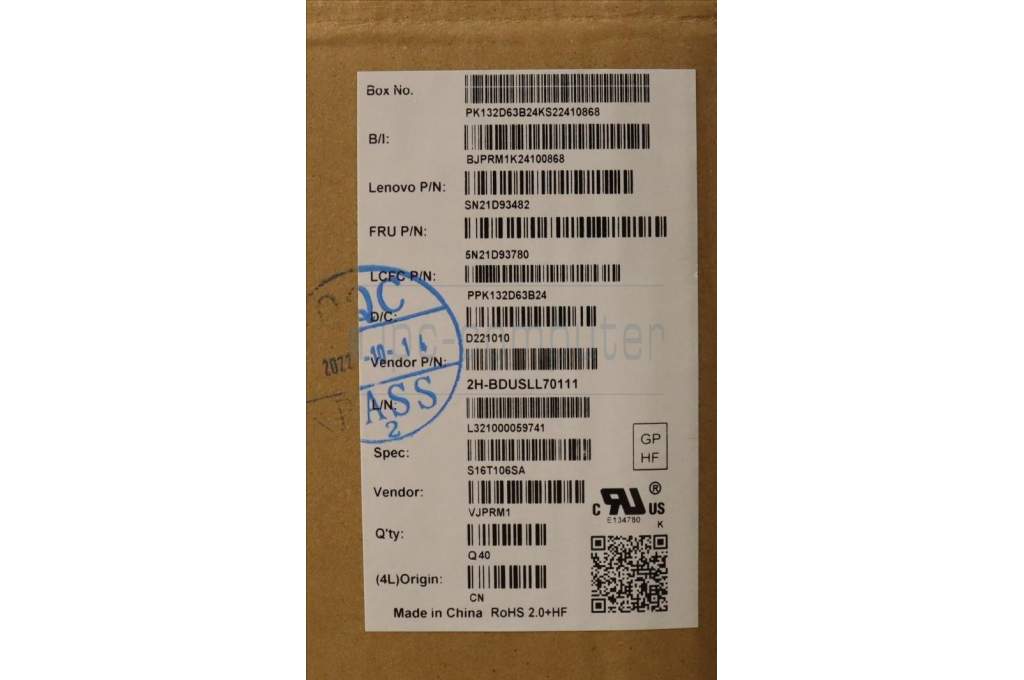 Box No.
PK132D63B24KS22410868
B/I:
BJPRM1K24100868
Lenovo P/N:
SN21D93482
FRU P/N:
5N21D93780
LCFC P/N:
PPK132D63B24
D/C:
D221010
Vendor P/N:
2H-BDUSLL70111
L/N:
L321000059741
Spec:
S16T106SA
Vendor:
VJPRM1
Q'ty:
Q40
(4L)Origin:
CN
Made in China RoHS 2.0+HF
GP
HF
C US
®
E134780
K
QC
2022
PASS
2